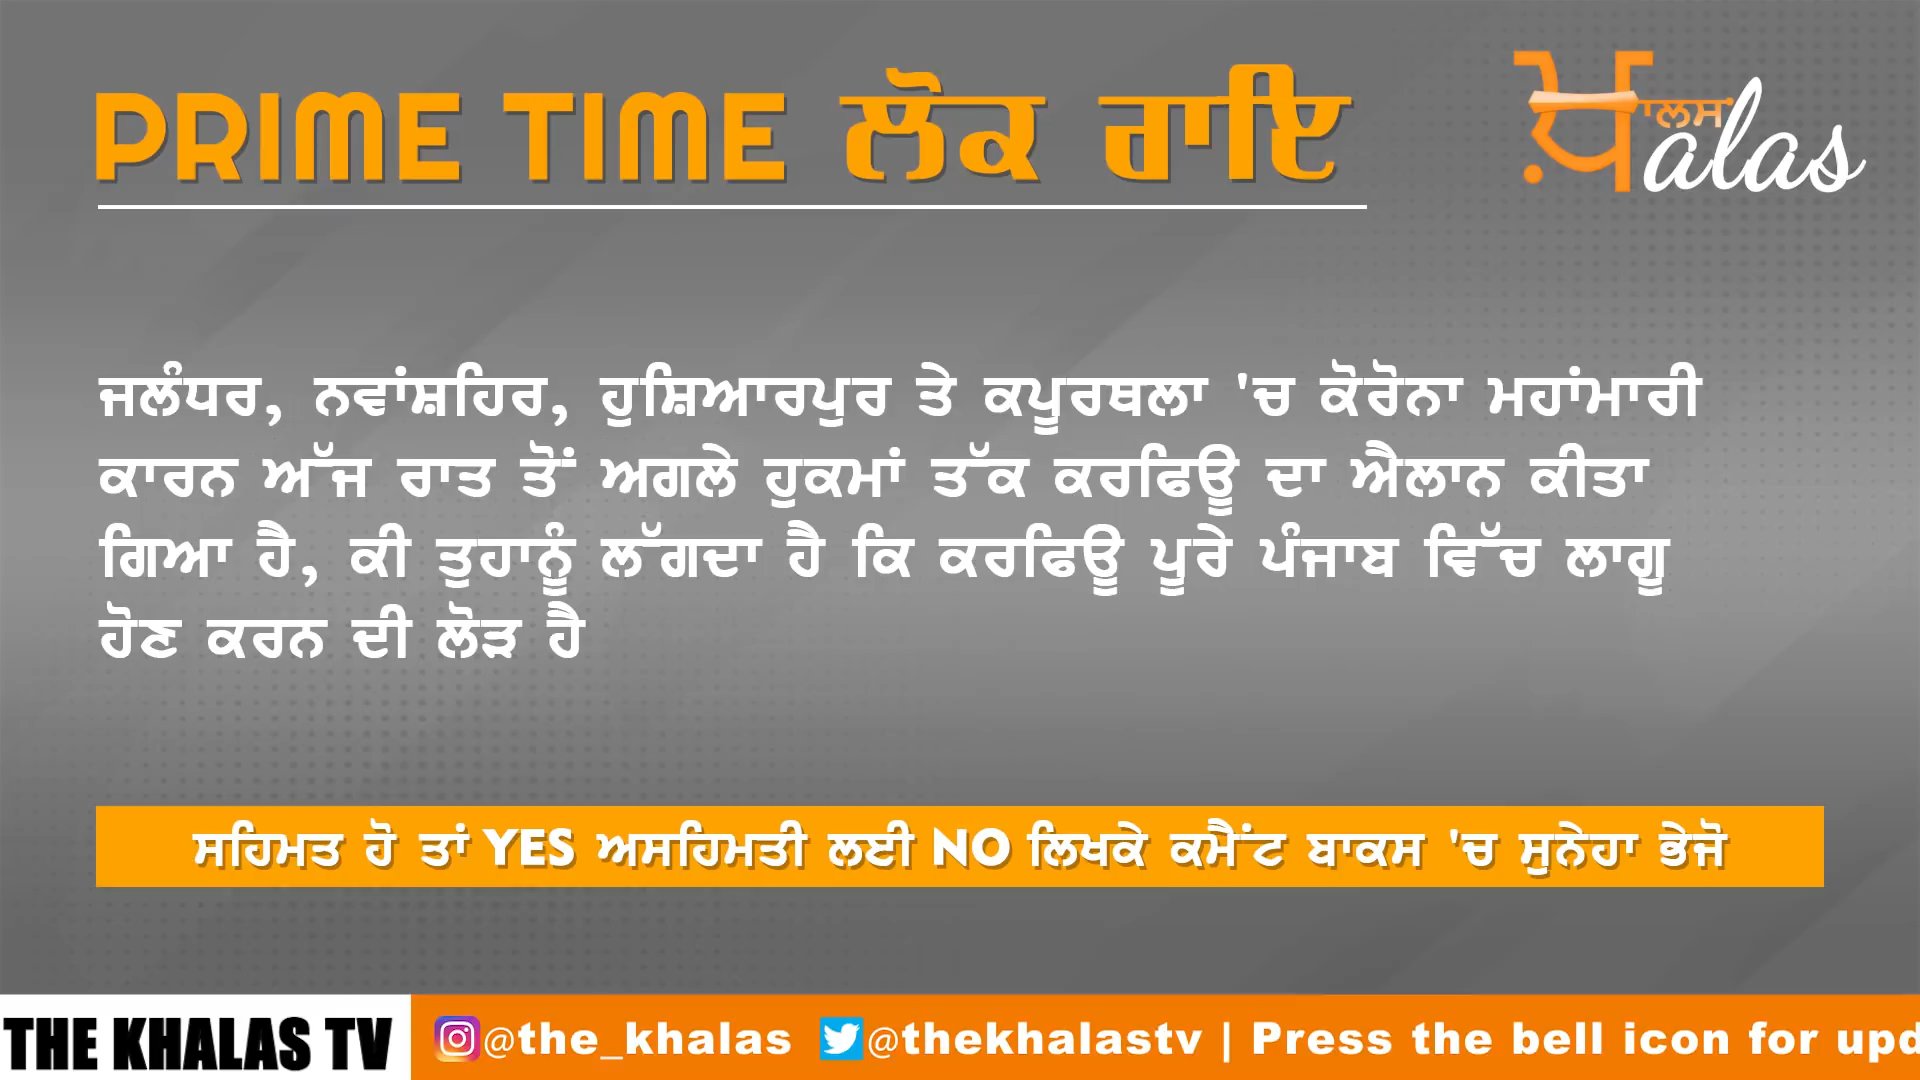 PRIME TIME ਲੋਕ ਰਾਇ
ਖ਼ਾਲਸ
alas
ਜਲੰਧਰ, ਨਵਾਂਸ਼ਹਿਰ, ਹੁਸ਼ਿਆਰਪੁਰ ਤੇ ਕਪੂਰਥਲਾ 'ਚ ਕੋਰੋਨਾ ਮਹਾਂਮਾਰੀ
ਕਾਰਨ ਅੱਜ ਰਾਤ ਤੋਂ ਅਗਲੇ ਹੁਕਮਾਂ ਤੱਕ ਕਰਫਿਊ ਦਾ ਐਲਾਨ ਕੀਤਾ
ਗਿਆ ਹੈ, ਕੀ ਤੁਹਾਨੂੰ ਲੱਗਦਾ ਹੈ ਕਿ ਕਰਫਿਊ ਪੂਰੇ ਪੰਜਾਬ ਵਿੱਚ ਲਾਗੂ
ਹੋਣ ਕਰਨ ਦੀ ਲੋੜ ਹੈ
ਸਹਿਮਤ ਹੋ ਤਾਂ YES ਅਸਹਿਮਤੀ ਲਈ NO ਲਿਖਕੇ ਕਮੈਂਟ ਬਾਕਸ 'ਚ ਸੁਨੇਹਾ ਭੇਜੋ
THE KHALAS TV @the_khalas @thekhalastv | Press the bell icon for upd